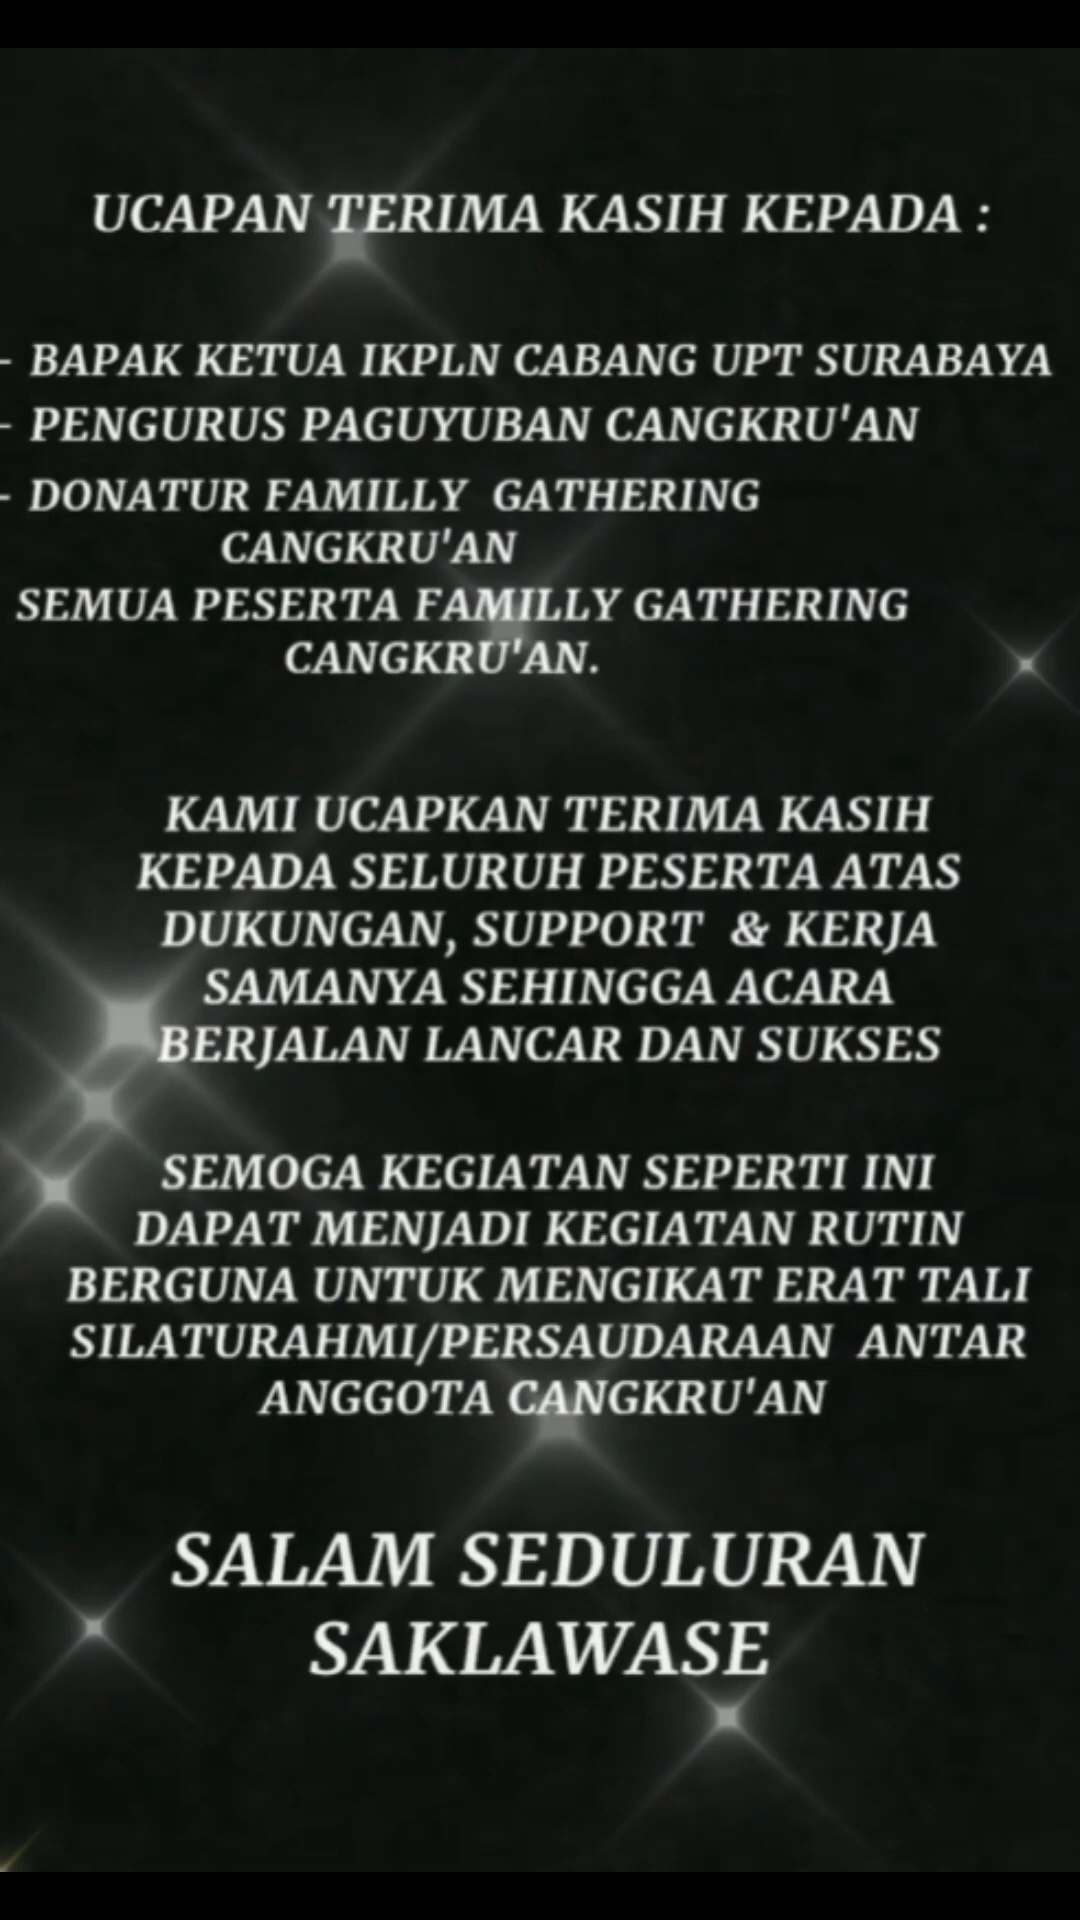 UCAPAN TERIMA KASIH KEPADA :
- BAPAK KETUA IKPLN CABANG UPT SURABAYA
- PENGURUS PAGUYUBAN CANGKRU'AN
- DONATUR FAMILLY GATHERING
CANGKRU'AN
SEMUA PESERTA FAMILLY GATHERING
CANGKRU'AN.
KAMI UCAPKAN TERIMA KASIH
KEPADA SELURUH PESERTA ATAS
DUKUNGAN, SUPPORT & KERJA
SAMANYA SEHINGGA ACARA
BERJALAN LANCAR DAN SUKSES
SEMOGA KEGIATAN SEPERTI INI
DAPAT MENJADI KEGIATAN RUTIN
BERGUNA UNTUK MENGIKAT ERAT TALI
SILATURAHMI/PERSAUDARAAN ANTAR
ANGGOTA CANGKRU'AN
SALAM SEDULURAN
SAKLAWASE